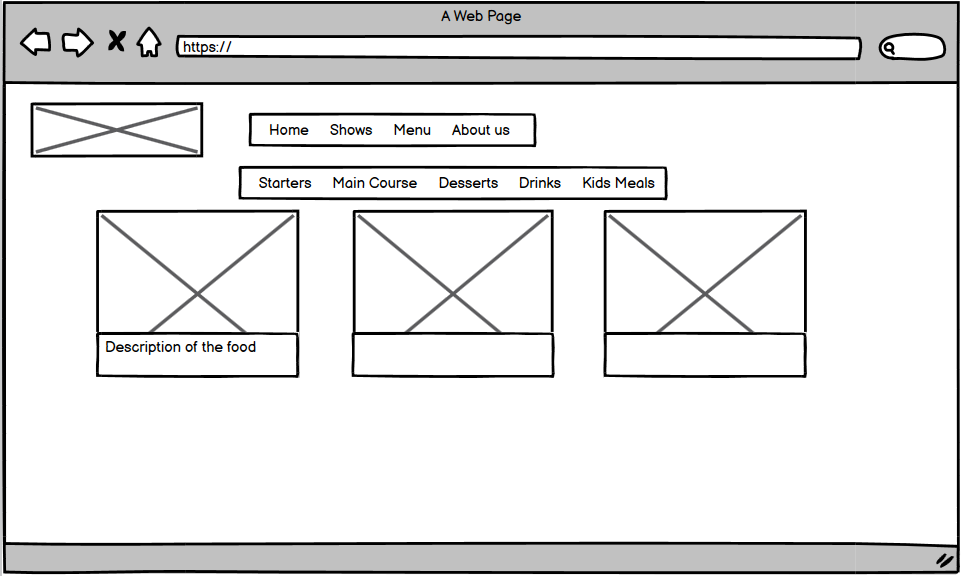 A Web Page
https://
Home Shows Menu About us
Starters Main Course Desserts Drinks Kids Meals
Description of the food